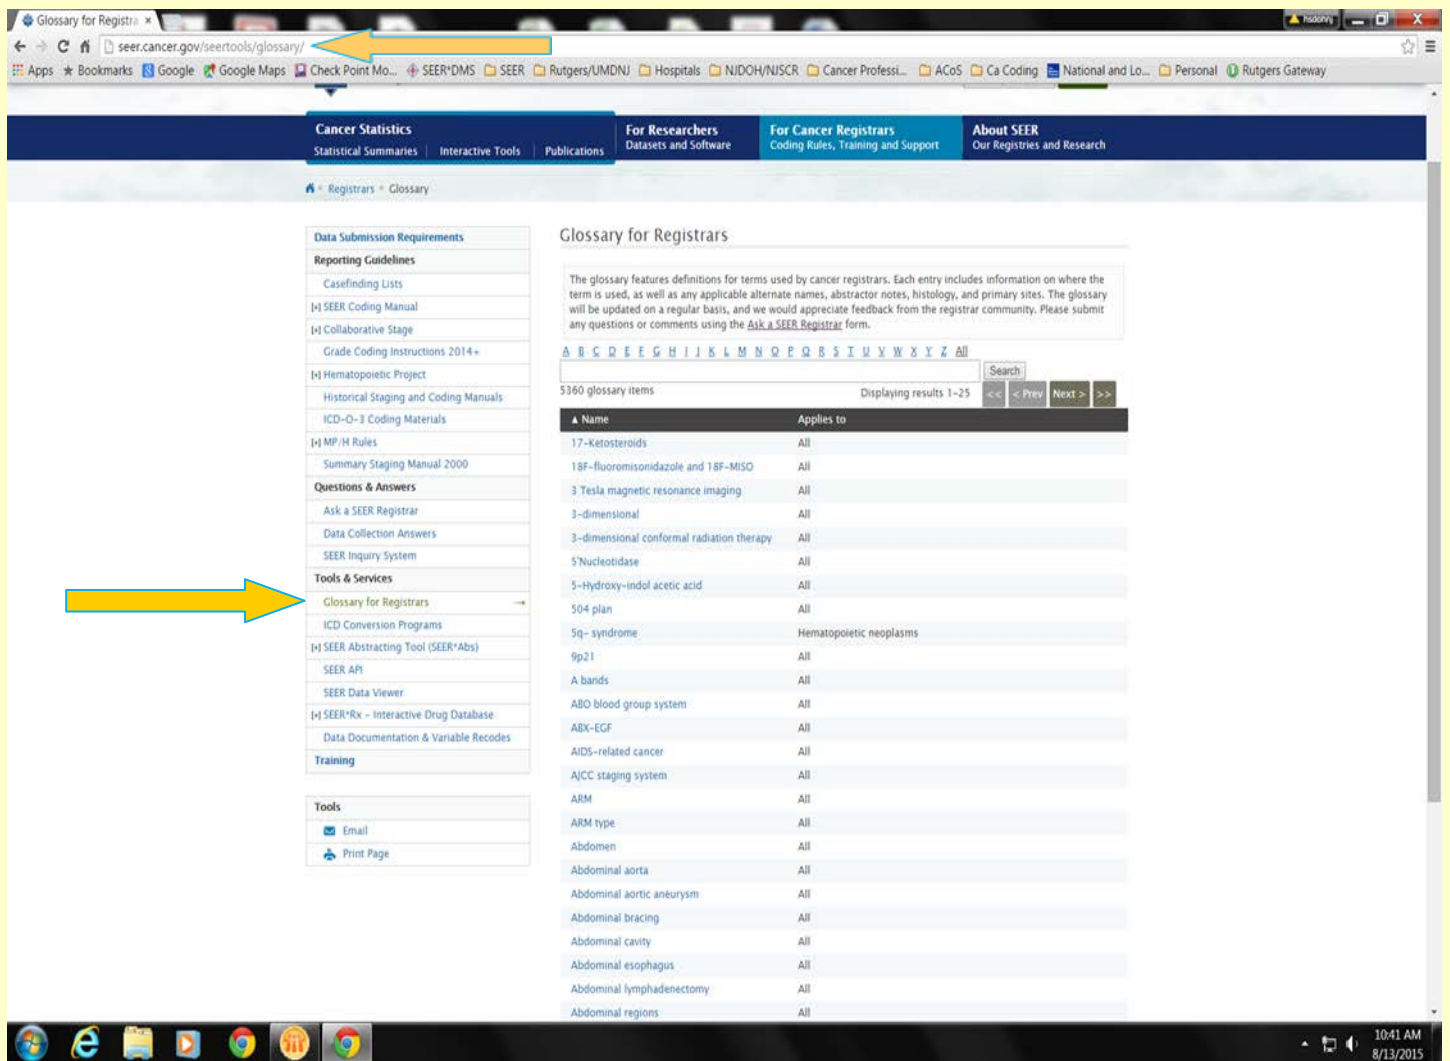 Glossary for Registra ×
hsdonnj
seer.cancer.gov/seertools/glossary/
Apps ★ Bookmarks Google Google Maps Check Point Mo... SEER*DMS SEER Rutgers/UMDNJ Hospitals NJDOH/NJSCR Cancer Professi... ACoS Ca Coding National and Lo... Personal Rutgers Gateway
Cancer Statistics
Statistical Summaries | Interactive Tools | Publications
For Researchers
Datasets and Software
For Cancer Registrars
Coding Rules, Training and Support
About SEER
Our Registries and Research
Registrars Glossary
Data Submission Requirements
Reporting Guidelines
Casefinding Lists
[+] SEER Coding Manual
[+] Collaborative Stage
Grade Coding Instructions 2014+
[+] Hematopoietic Project
Historical Staging and Coding Manuals
ICD-O-3 Coding Materials
[+] MP/H Rules
Summary Staging Manual 2000
Questions & Answers
Ask a SEER Registrar
Data Collection Answers
SEER Inquiry System
Tools & Services
Glossary for Registrars →
ICD Conversion Programs
[+] SEER Abstracting Tool (SEER*Abs)
SEER API
SEER Data Viewer
[+] SEER*Rx – Interactive Drug Database
Data Documentation & Variable Recodes
Training
Tools
Email
Print Page
Glossary for Registrars
The glossary features definitions for terms used by cancer registrars. Each entry includes information on where the
term is used, as well as any applicable alternate names, abstractor notes, histology, and primary sites. The glossary
will be updated on a regular basis, and we would appreciate feedback from the registrar community. Please submit
any questions or comments using the Ask a SEER Registrar form.
A B C D E F G H I J K L M N O P Q R S T U V W X Y Z All
Search
5360 glossary items Displaying results 1–25 << < Prev Next > >>
▲ Name Applies to
17-Ketosteroids All
18F-fluoromisonidazole and 18F-MISO All
3 Tesla magnetic resonance imaging All
3-dimensional All
3-dimensional conformal radiation therapy All
5'Nucleotidase All
5-Hydroxy-indol acetic acid All
504 plan All
5q- syndrome Hematopoietic neoplasms
9p21 All
A bands All
ABO blood group system All
ABX-EGF All
AIDS-related cancer All
AJCC staging system All
ARM All
ARM type All
Abdomen All
Abdominal aorta All
Abdominal aortic aneurysm All
Abdominal bracing All
Abdominal cavity All
Abdominal esophagus All
Abdominal lymphadenectomy All
Abdominal regions All
10:41 AM
8/13/2015